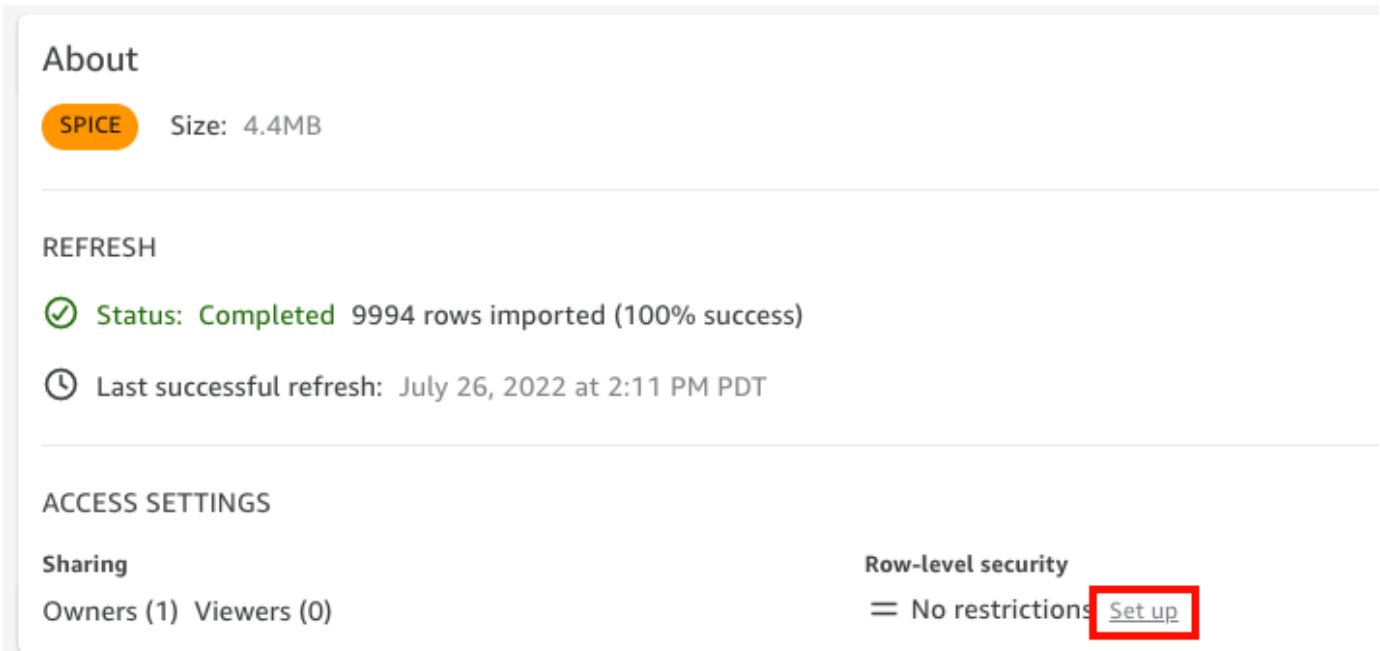 About
SPICE Size: 4.4MB
REFRESH
Status: Completed 9994 rows imported (100% success)
Last successful refresh: July 26, 2022 at 2:11 PM PDT
ACCESS SETTINGS
Sharing
Owners (1) Viewers (0)
Row-level security
No restrictions Set up